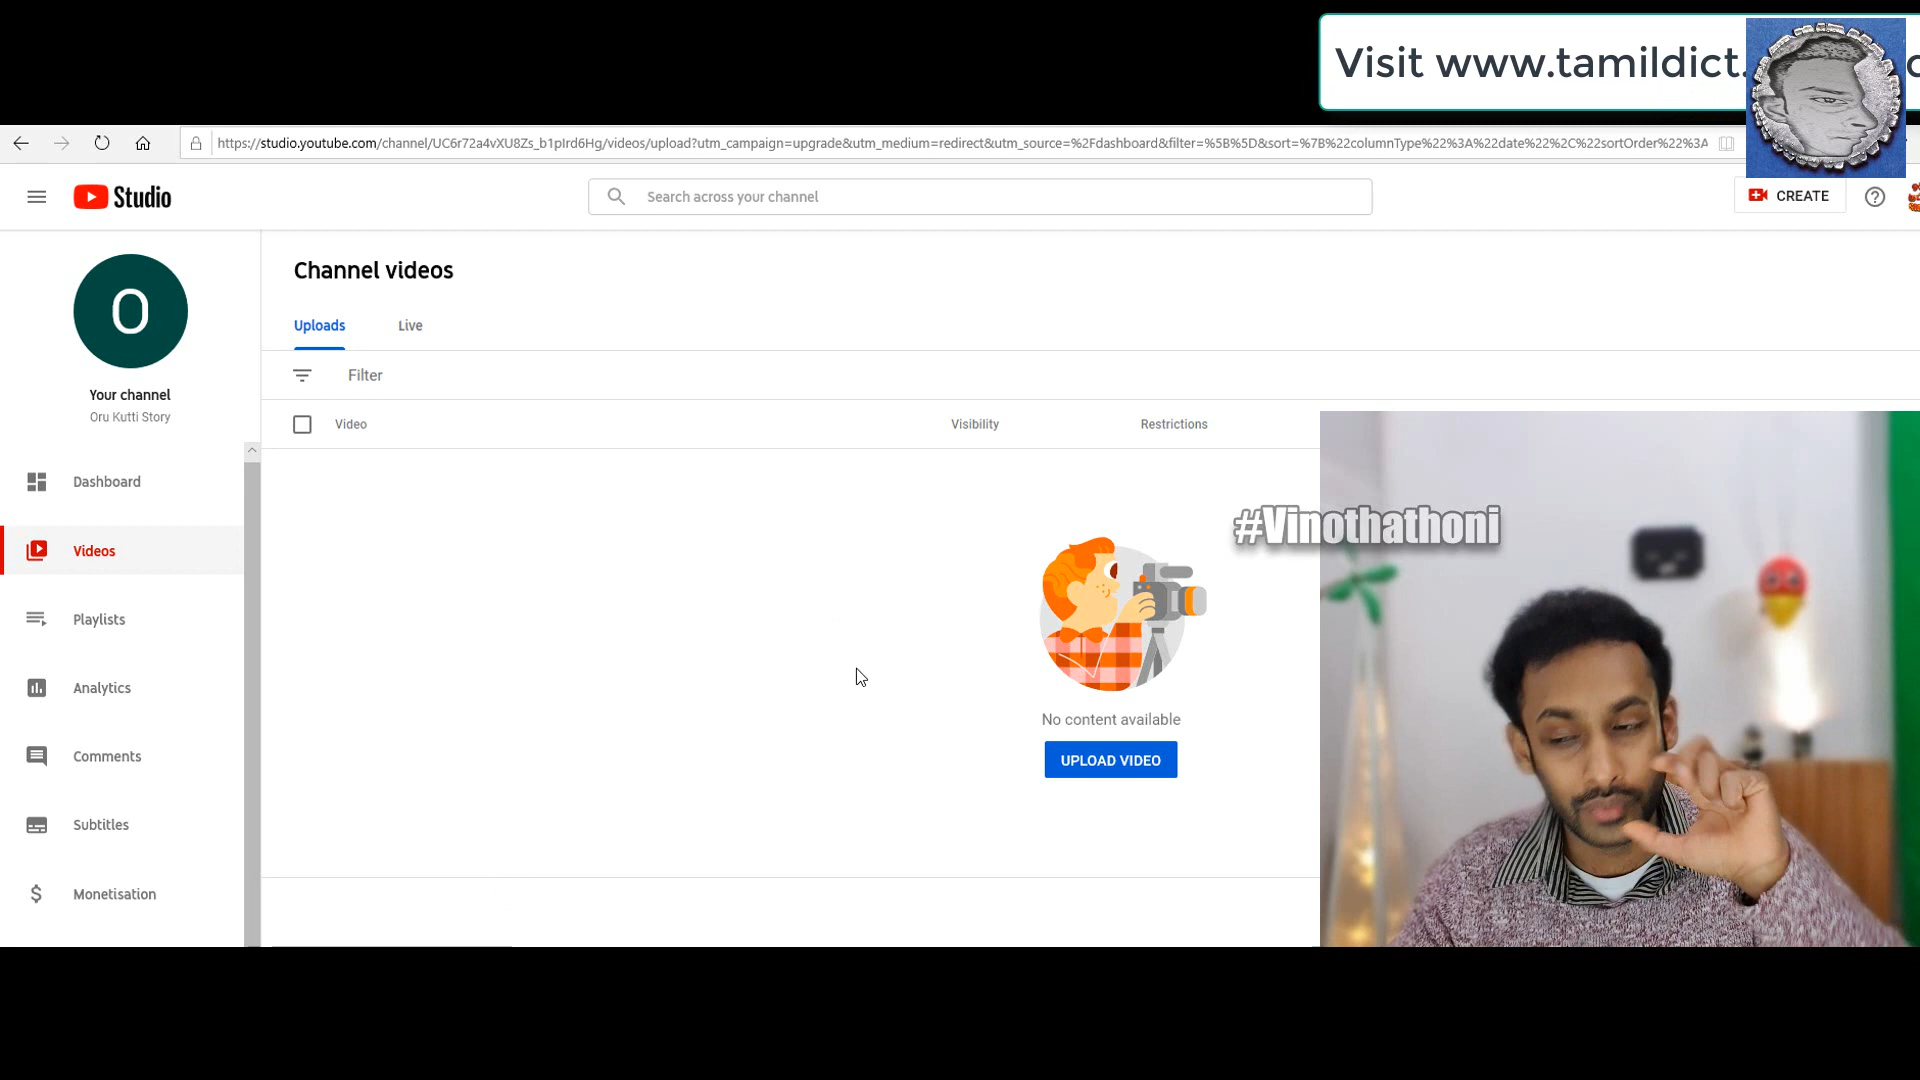 Visit www.tamildict.
https://studio.youtube.com/channel/UC6r72a4vXU8Zs_b1pIrd6Hg/videos/upload?utm_campaign=upgrade&utm_medium=redirect&utm_source=%2Fdashboard&filter=%5B%5D&sort=%7B%22columnType%22%3A%22date%22%2C%22sortOrder%22%3A
Studio
Search across your channel
CREATE
O
Your channel
Oru Kutti Story
Dashboard
Videos
Playlists
Analytics
Comments
Subtitles
Monetisation
Channel videos
Uploads Live
Filter
Video Visibility Restrictions
#Vinothathoni
No content available
UPLOAD VIDEO